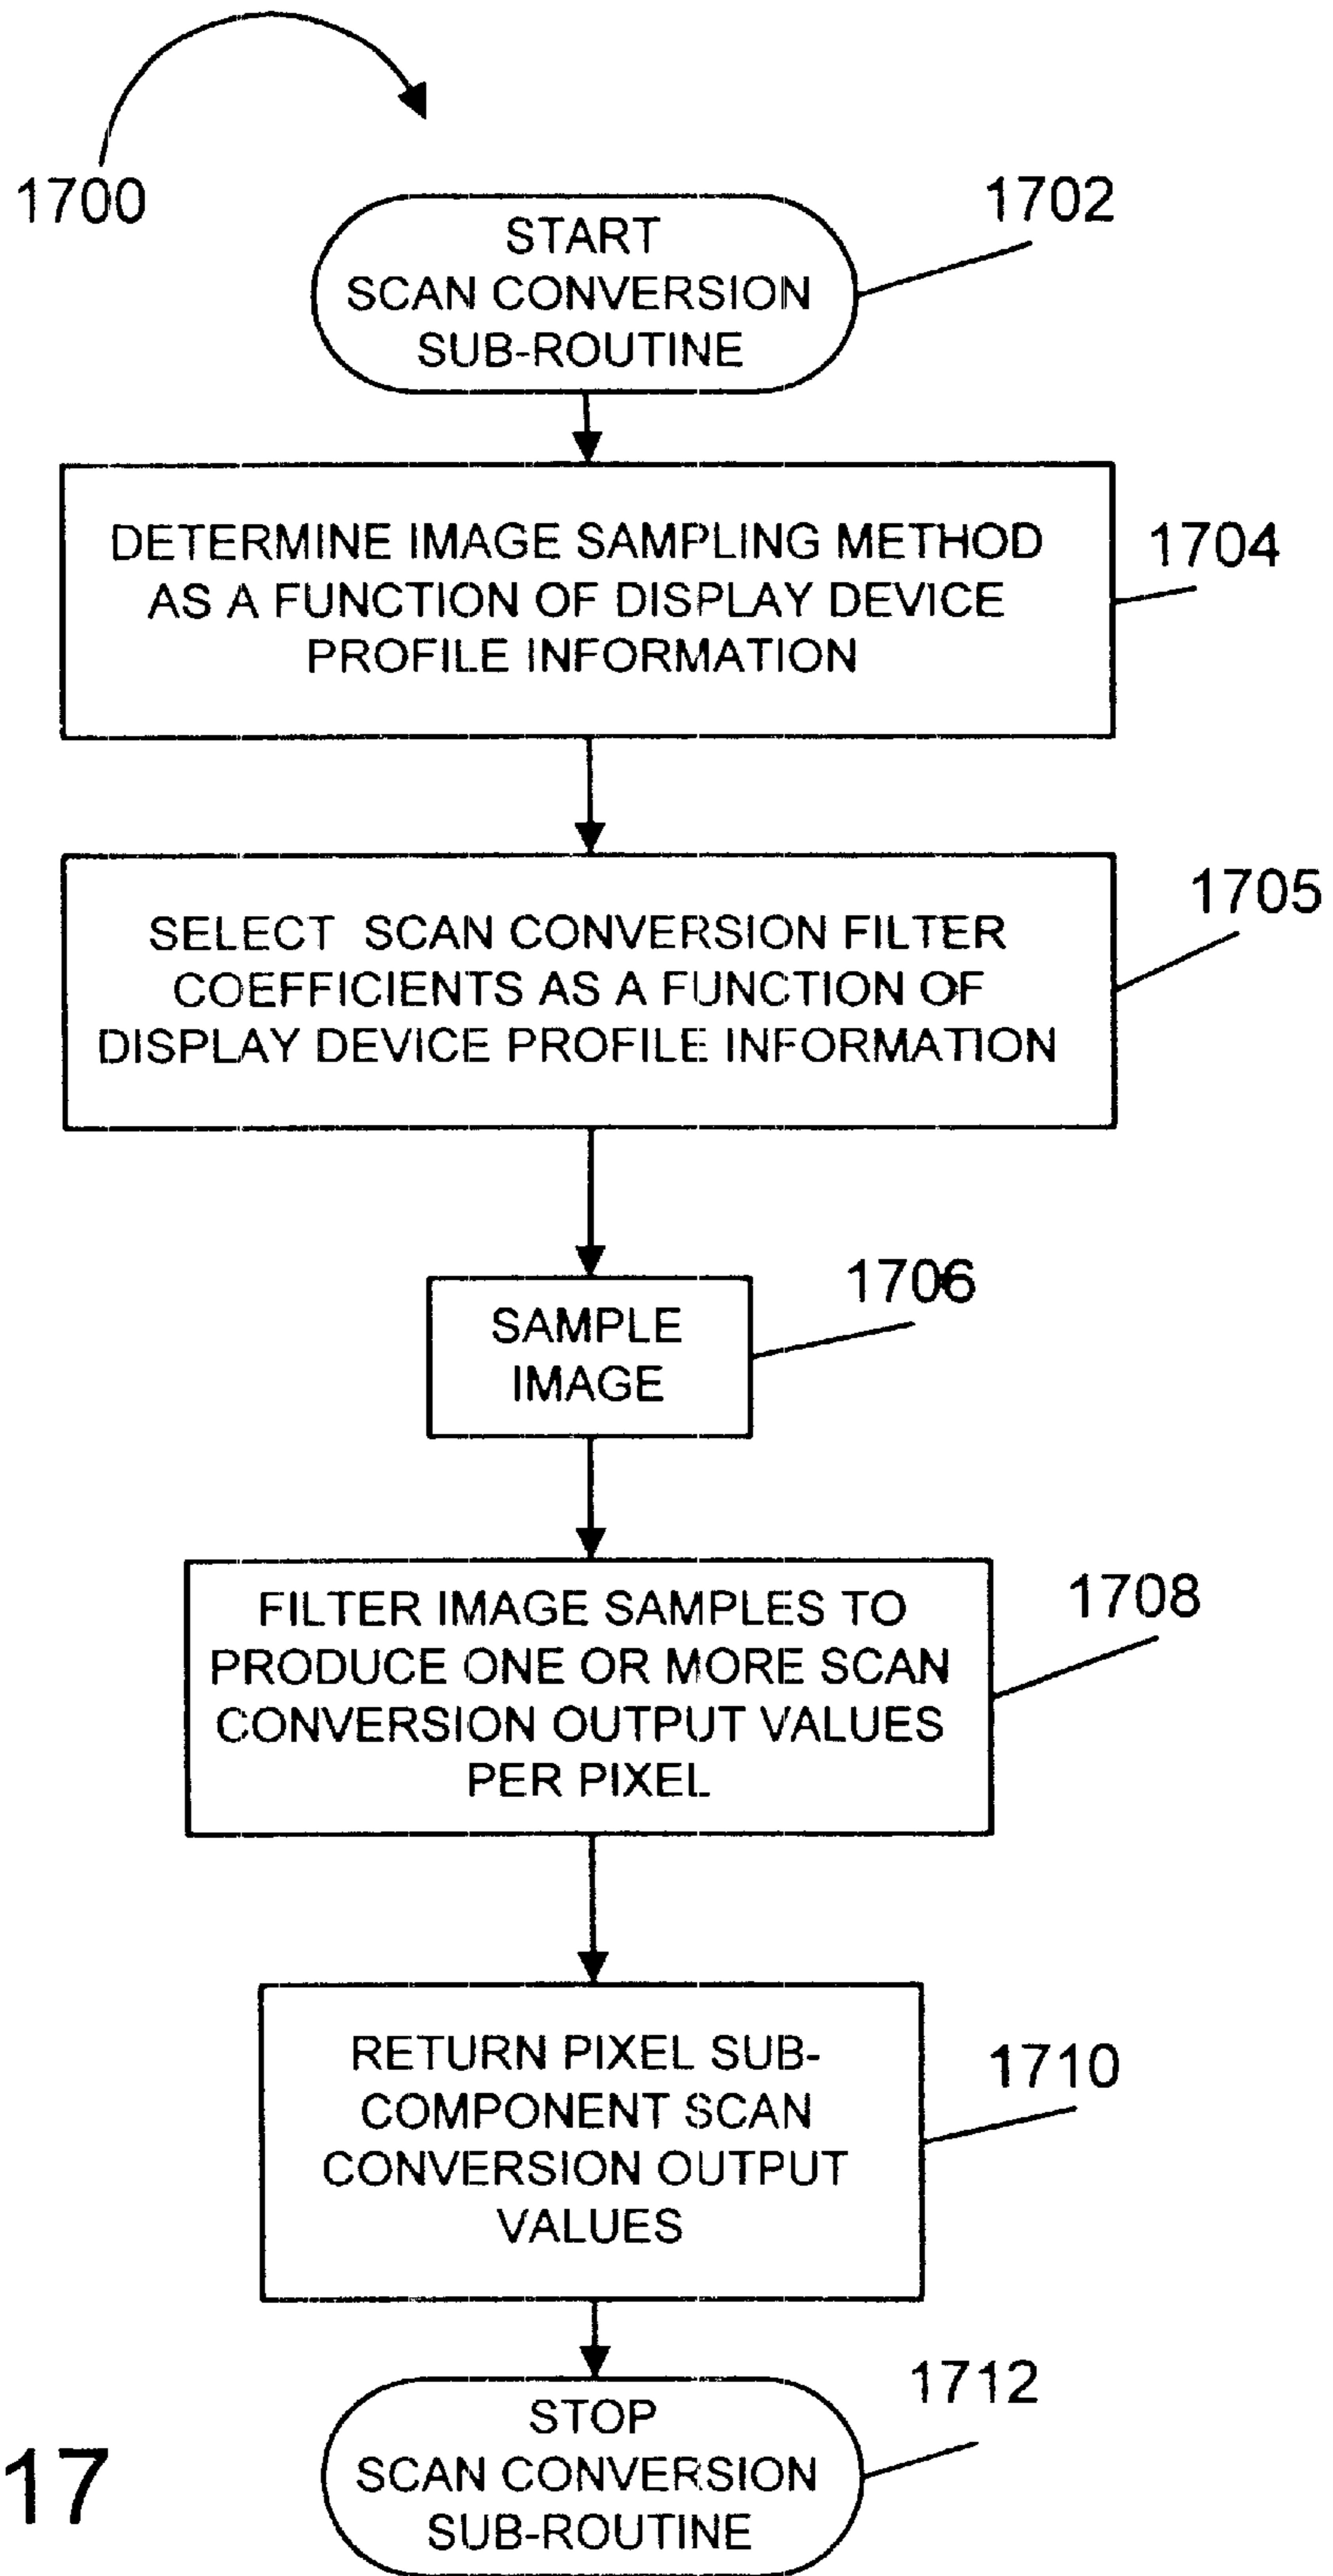 1700
1702
START
SCAN CONVERSION
SUB-ROUTINE
DETERMINE IMAGE SAMPLING METHOD
AS A FUNCTION OF DISPLAY DEVICE
PROFILE INFORMATION
1704
SELECT SCAN CONVERSION FILTER
COEFFICIENTS AS A FUNCTION OF
DISPLAY DEVICE PROFILE INFORMATION
1705
SAMPLE
IMAGE
1706
FILTER IMAGE SAMPLES TO
PRODUCE ONE OR MORE SCAN
CONVERSION OUTPUT VALUES
PER PIXEL
1708
RETURN PIXEL SUB-
COMPONENT SCAN
CONVERSION OUTPUT
VALUES
1710
STOP
SCAN CONVERSION
SUB-ROUTINE
1712
17